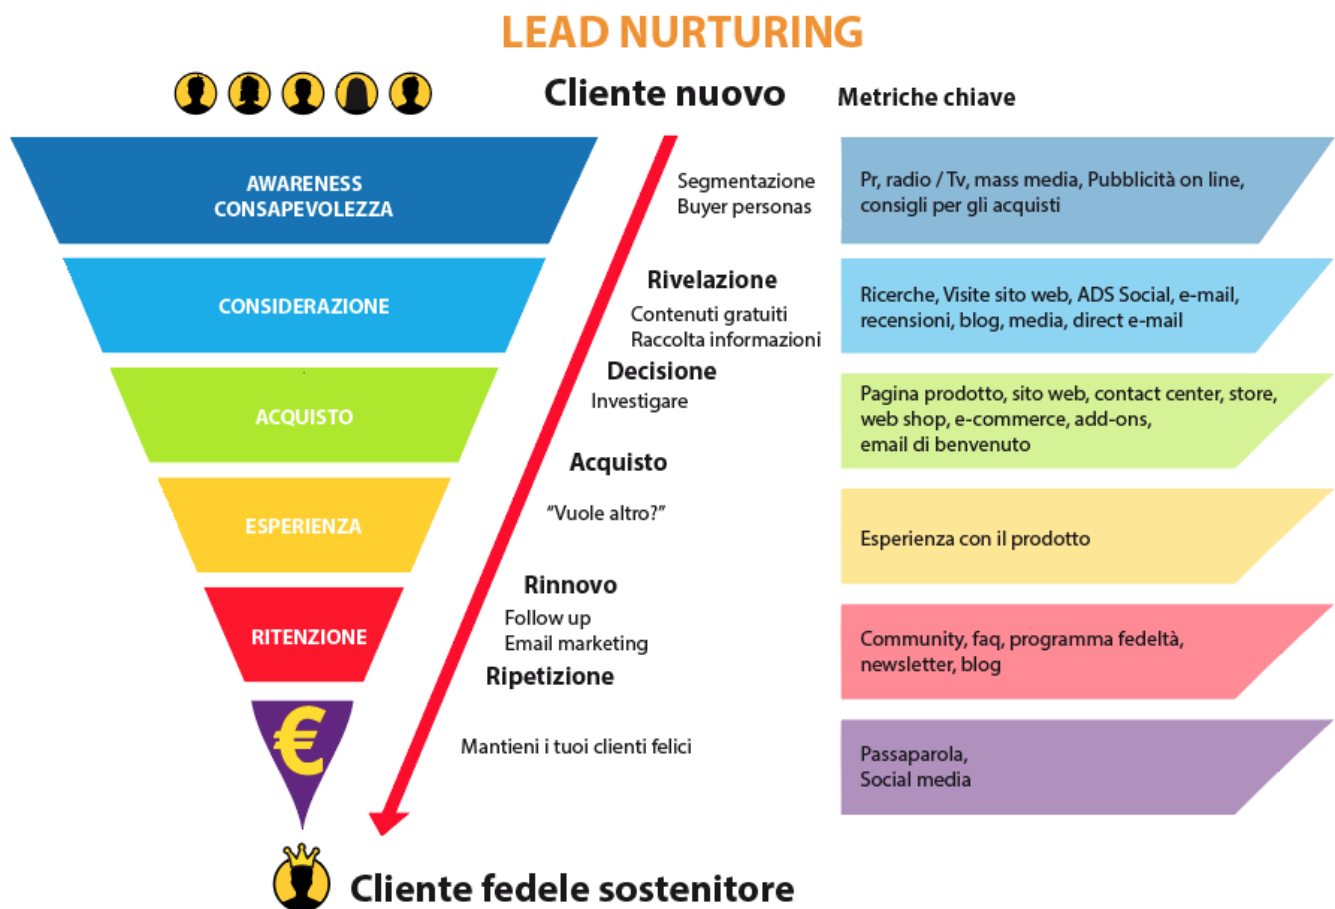 LEAD NURTURING
Cliente nuovo
Metriche chiave
AWARENESS
CONSAPEVOLEZZA
Segmentazione
Buyer personas
Pr, radio / Tv, mass media, Pubblicità on line,
consigli per gli acquisti
CONSIDERAZIONE
Rivelazione
Contenuti gratuiti
Raccolta informazioni
Ricerche, Visite sito web, ADS Social, e-mail,
recensioni, blog, media, direct e-mail
ACQUISTO
Decisione
Investigare
Pagina prodotto, sito web, contact center, store,
web shop, e-commerce, add-ons,
email di benvenuto
Acquisto
ESPERIENZA
“Vuole altro?”
Esperienza con il prodotto
RITENZIONE
Rinnovo
Follow up
Email marketing
Community, faq, programma fedeltà,
newsletter, blog
Ripetizione
€
Mantieni i tuoi clienti felici
Passaparola,
Social media
Cliente fedele sostenitore